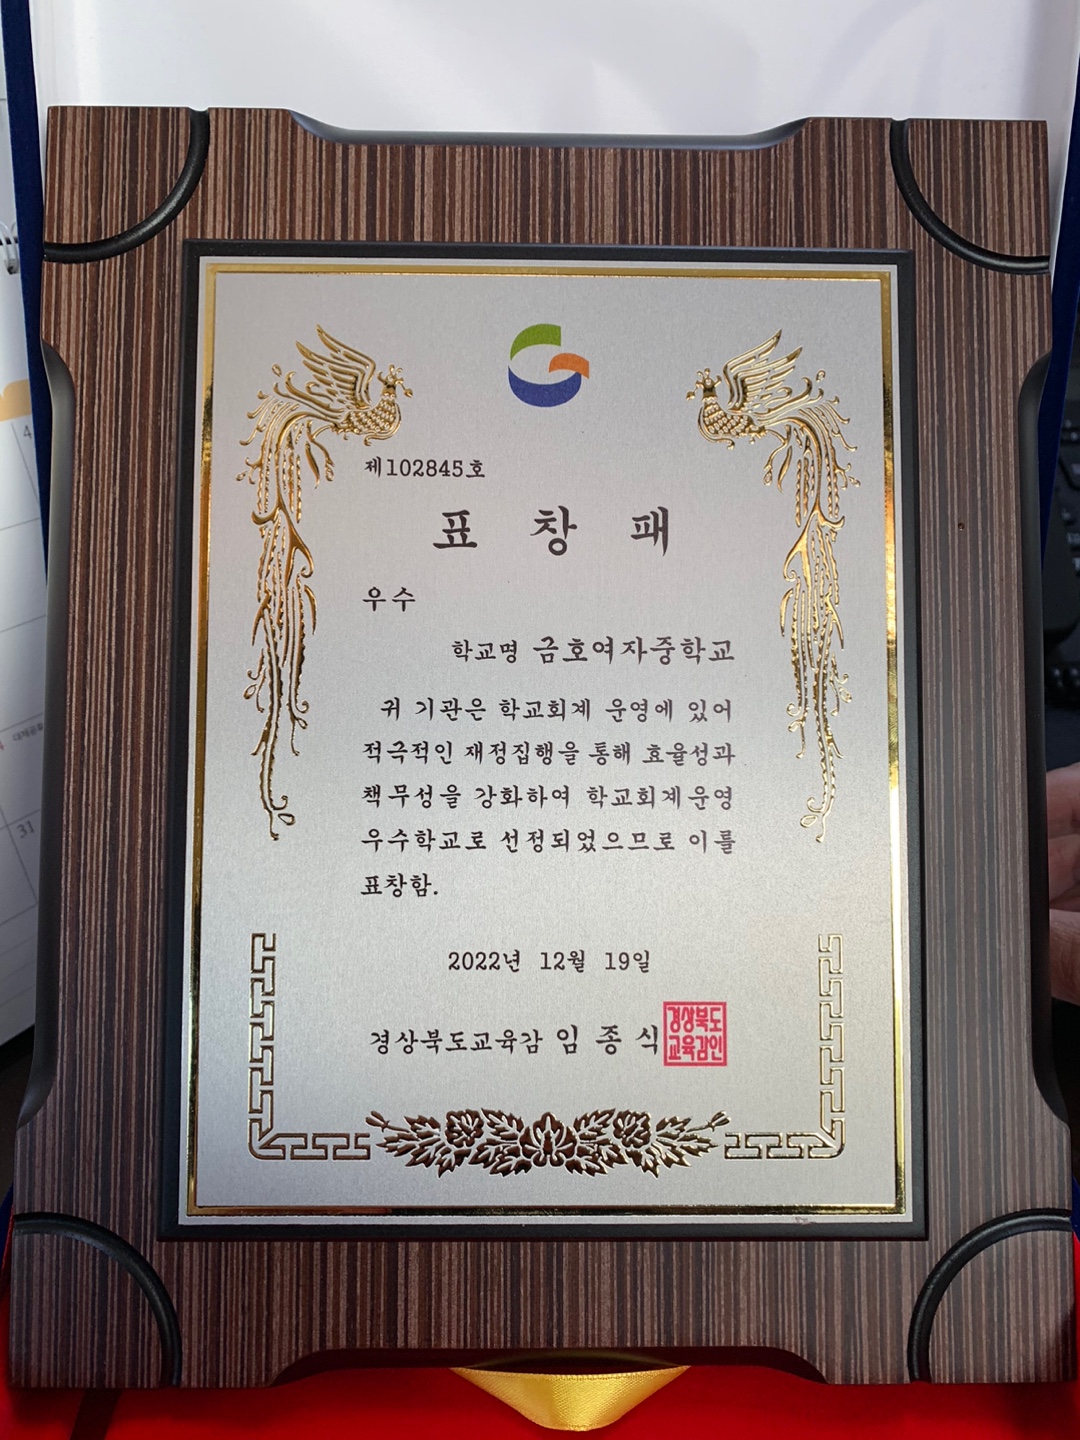 제102845호
표 창 패
우수
학교명 금호여자중학교
귀 기관은 학교회계 운영에 있어
적극적인 재정집행을 통해 효율성과
책무성을 강화하여 학교회계운영
우수학교로 선정되었으므로 이를
표창함.
2022년 12월 19일
경상북도교육감 임 종 식
경상북도
교육감인
4
31